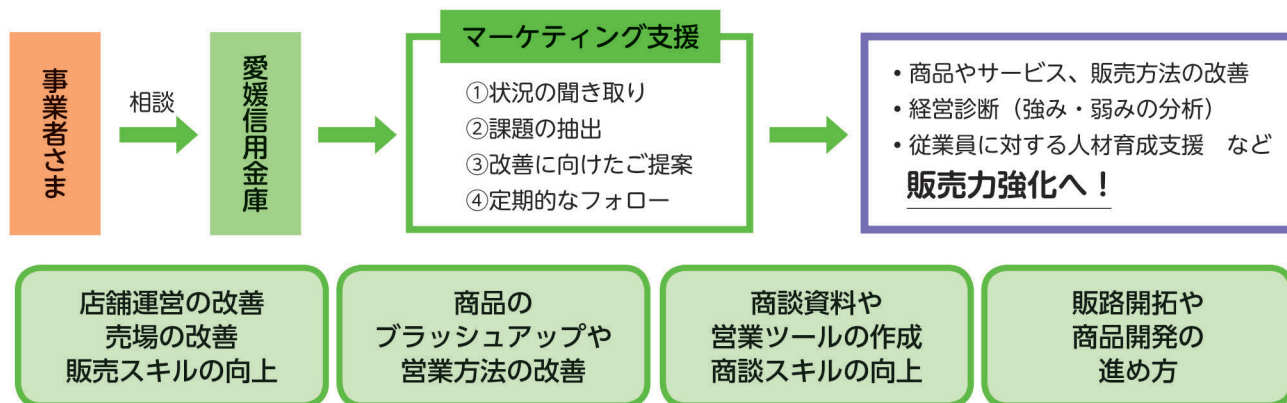 事業者さま
相談
愛媛信用金庫
マーケティング支援
①状況の聞き取り
②課題の抽出
③改善に向けたご提案
④定期的なフォロー
• 商品やサービス、販売方法の改善
• 経営診断（強み・弱みの分析）
• 従業員に対する人材育成支援　など
販売力強化へ！
店舗運営の改善
売場の改善
販売スキルの向上
商品の
ブラッシュアップや
営業方法の改善
商談資料や
営業ツールの作成
商談スキルの向上
販路開拓や
商品開発の
進め方